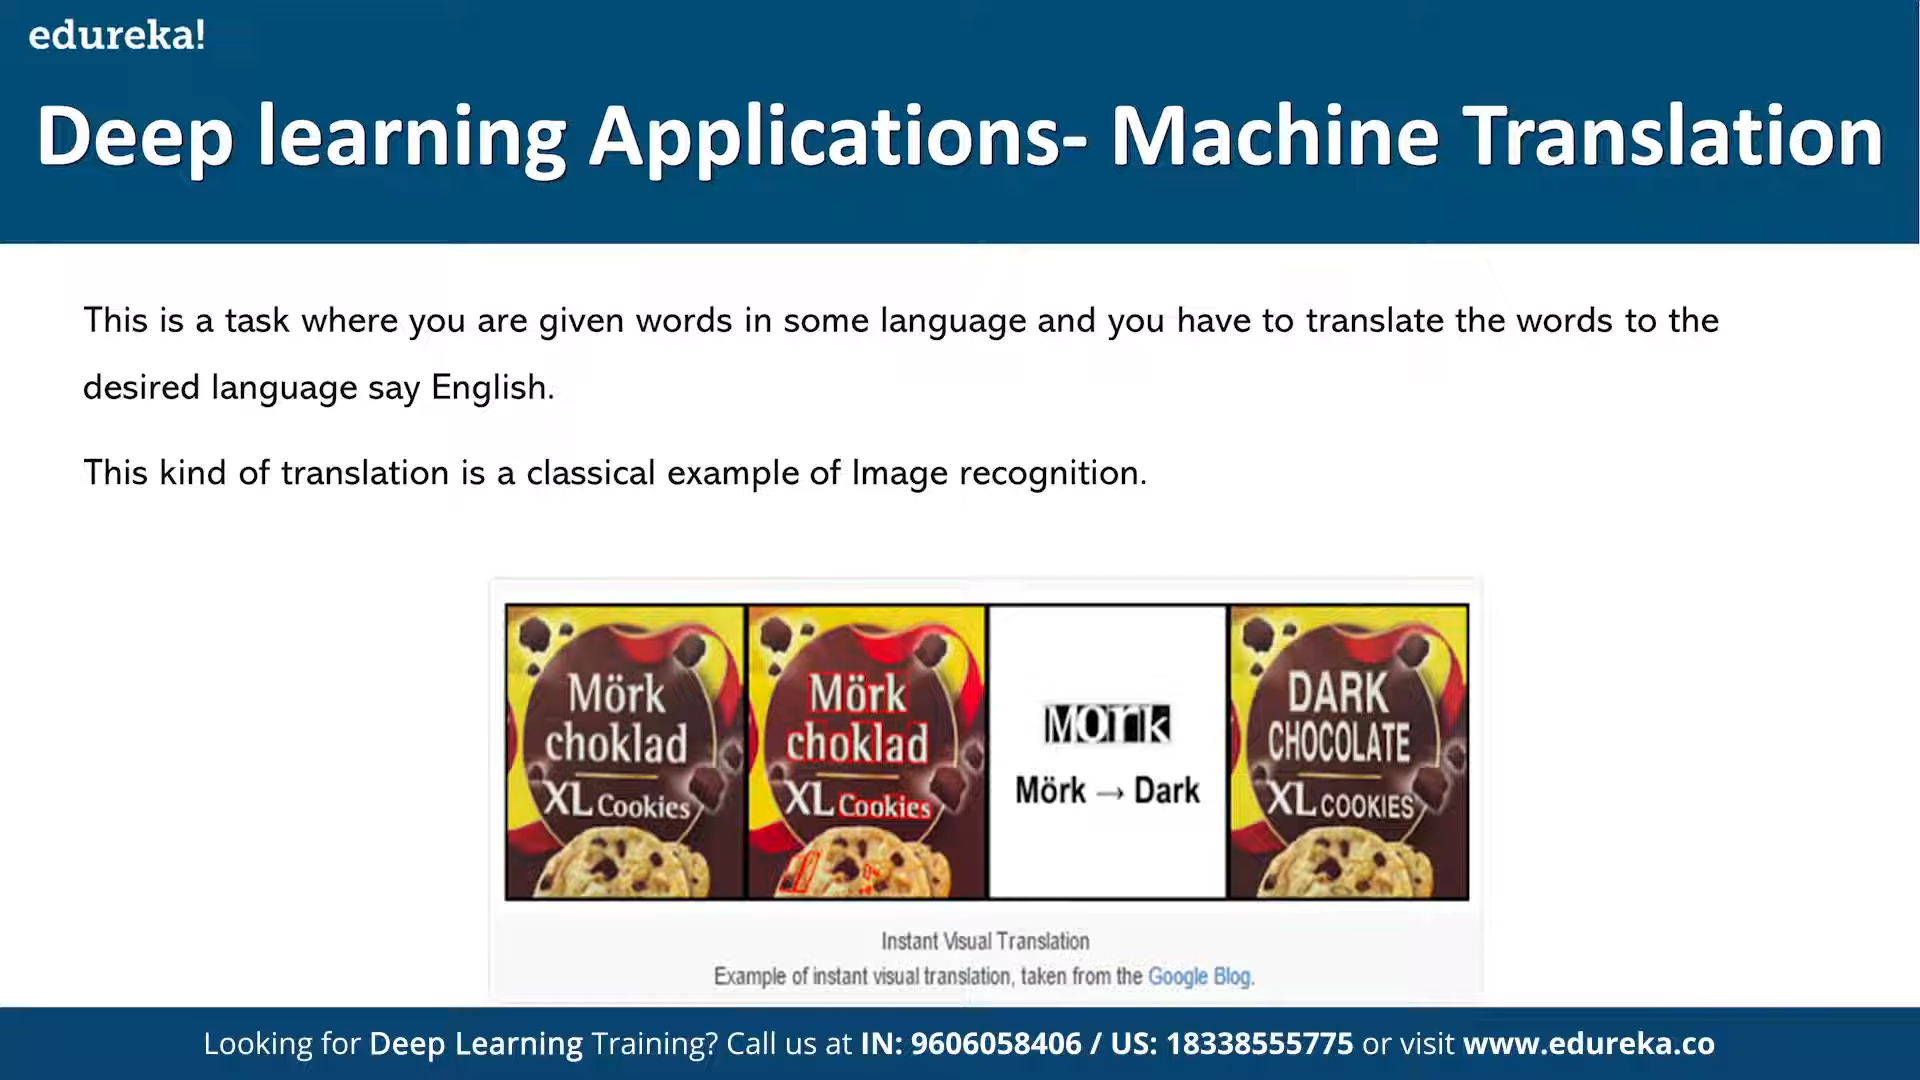 edureka!
Deep learning Applications- Machine Translation
This is a task where you are given words in some language and you have to translate the words to the
desired language say English.
This kind of translation is a classical example of Image recognition.
Mörk
choklad
XL Cookies
Mörk
choklad
XL Cookies
Mörk
Mörk → Dark
DARK
CHOCOLATE
XL COOKIES
Instant Visual Translation
Example of instant visual translation, taken from the Google Blog.
Looking for Deep Learning Training? Call us at IN: 9606058406 / US: 18338555775 or visit www.edureka.co